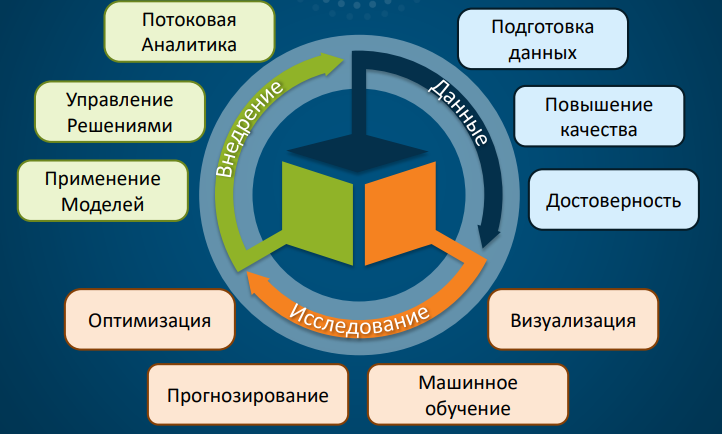 Потоковая
Аналитика
Подготовка
данных
Управление
Решениями
Внедрение
Данные
Повышение
качества
Применение
Моделей
Достоверность
Оптимизация
Исследование
Визуализация
Прогнозирование
Машинное
обучение